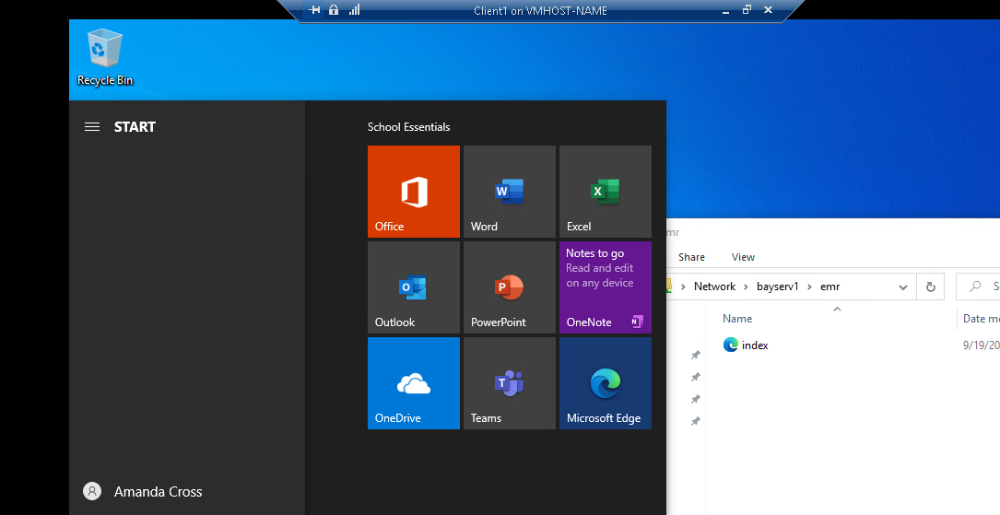 Client1 on VMHOST-NAME
Recycle Bin
START
School Essentials
Office
Word
Excel
Outlook
PowerPoint
Notes to go
Read and edit
on any device
OneNote
OneDrive
Teams
Microsoft Edge
Amanda Cross
mr
Share
View
Network > bayserv1 > emr
S
Name
Date mo
index
9/19/20